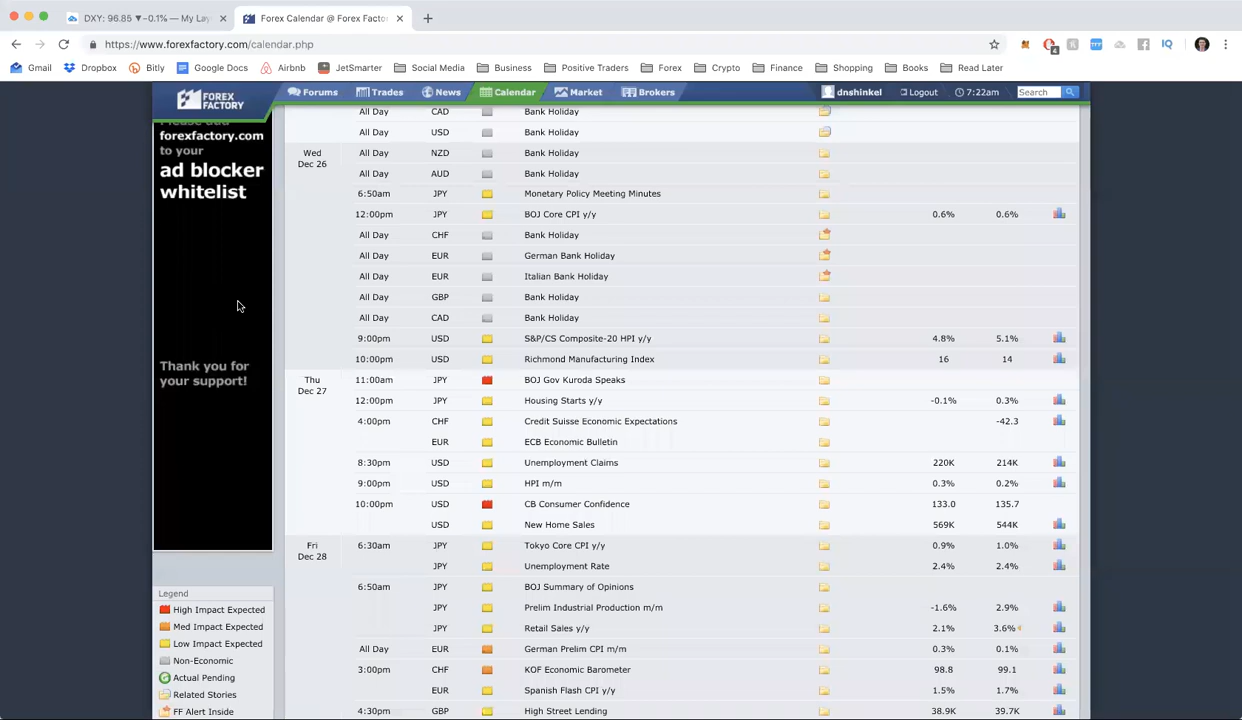 DXY: 96.85 ▼−0.1% — My La
Forex Calendar @ Forex Facto
https://www.forexfactory.com/calendar.php
4
IQ
Gmail Dropbox Bitly Google Docs Airbnb JetSmarter Social Media Business Positive Traders Forex Crypto Finance Shopping Books Read Later
FOREX FACTORY Forums Trades News Calendar Market Brokers dnshinkel Logout 7:22am Search
forexfactory.com
to your
ad blocker
whitelist
Thank you for
your support!
All Day CAD Bank Holiday
All Day USD Bank Holiday
Wed Dec 26 All Day NZD Bank Holiday
All Day AUD Bank Holiday
6:50am JPY Monetary Policy Meeting Minutes
12:00pm JPY BOJ Core CPI y/y 0.6% 0.6%
All Day CHF Bank Holiday
All Day EUR German Bank Holiday
All Day EUR Italian Bank Holiday
All Day GBP Bank Holiday
All Day CAD Bank Holiday
9:00pm USD S&P/CS Composite-20 HPI y/y 4.8% 5.1%
10:00pm USD Richmond Manufacturing Index 16 14
Thu Dec 27 11:00am JPY BOJ Gov Kuroda Speaks
12:00pm JPY Housing Starts y/y -0.1% 0.3%
4:00pm CHF Credit Suisse Economic Expectations -42.3
EUR ECB Economic Bulletin
8:30pm USD Unemployment Claims 220K 214K
9:00pm USD HPI m/m 0.3% 0.2%
10:00pm USD CB Consumer Confidence 133.0 135.7
USD New Home Sales 569K 544K
Fri Dec 28 6:30am JPY Tokyo Core CPI y/y 0.9% 1.0%
JPY Unemployment Rate 2.4% 2.4%
6:50am JPY BOJ Summary of Opinions
JPY Prelim Industrial Production m/m -1.6% 2.9%
JPY Retail Sales y/y 2.1% 3.6%
All Day EUR German Prelim CPI m/m 0.3% 0.1%
3:00pm CHF KOF Economic Barometer 98.8 99.1
EUR Spanish Flash CPI y/y 1.5% 1.7%
4:30pm GBP High Street Lending 38.9K 39.7K
Legend
High Impact Expected
Med Impact Expected
Low Impact Expected
Non-Economic
Actual Pending
Related Stories
FF Alert Inside